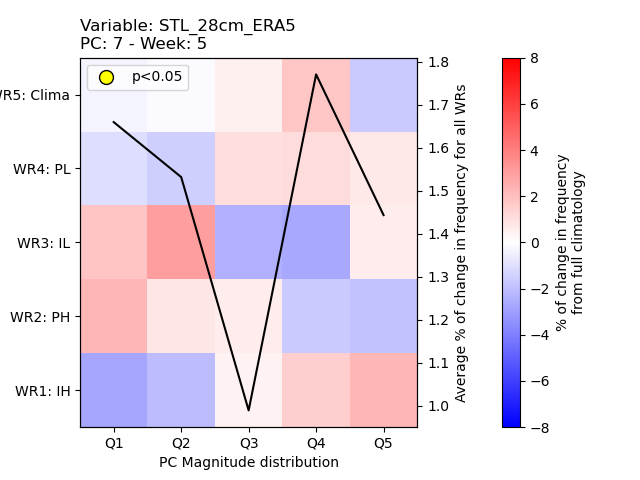 Variable: STL_28cm_ERA5
PC: 7 - Week: 5
p<0.05
WR5: Clima
WR4: PL
WR3: IL
WR2: PH
WR1: IH
Q1 Q2 Q3 Q4 Q5
PC Magnitude distribution
1.8
1.7
1.6
1.5
1.4
1.3
1.2
1.1
1.0
Average % of change in frequency for all WRs
8
6
4
2
0
−2
−4
−6
−8
% of change in frequency
from full climatology